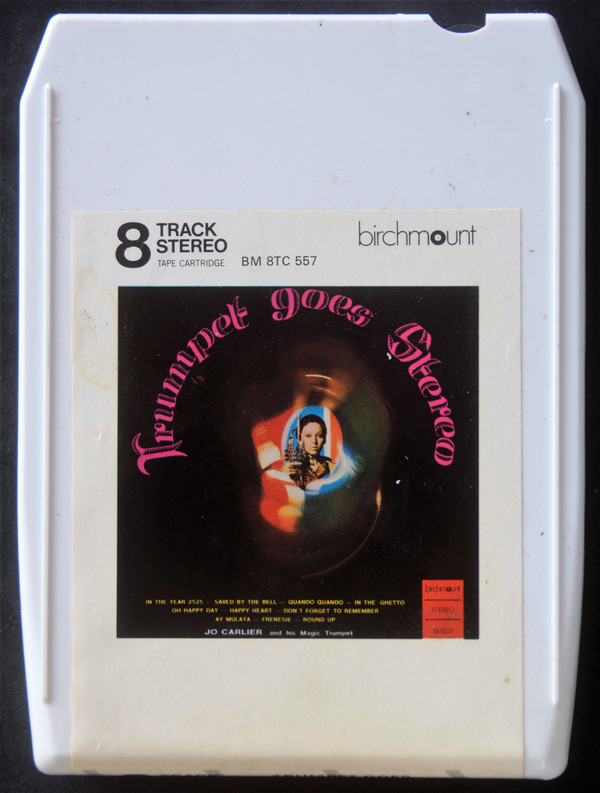 8 TRACK
STEREO
TAPE CARTRIDGE BM 8TC 557
birchmount
Trumpet goes Stereo
IN THE YEAR 2525 - SAVED BY THE BELL - QUANDO QUANDO - IN THE GHETTO
OH HAPPY DAY - HAPPY HEART - DON'T FORGET TO REMEMBER
AY MULATA - FRENESIE - ROUND UP
JO CARLIER and his Magic Trumpet
birchmount
STEREO